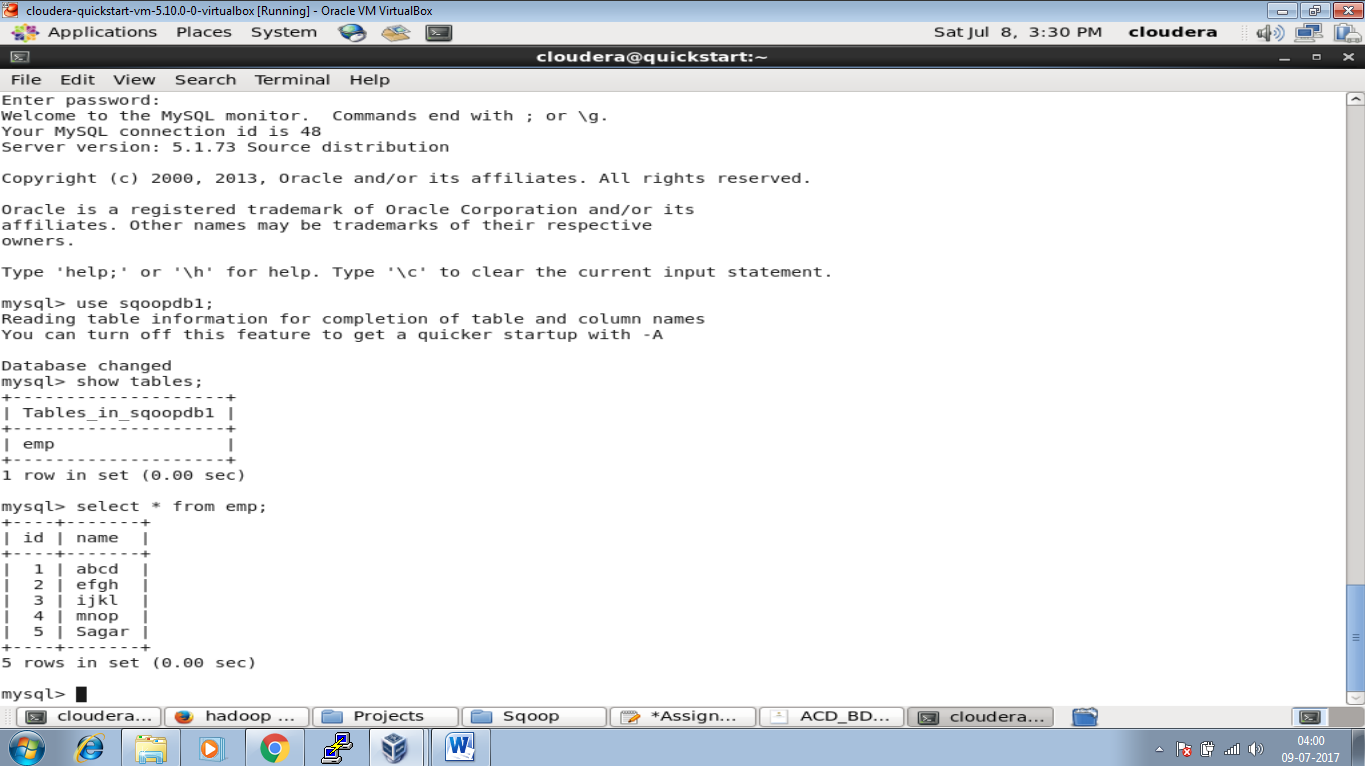 cloudera-quickstart-vm-5.10.0-0-virtualbox [Running] - Oracle VM VirtualBox
Applications Places System Sat Jul 8, 3:30 PM cloudera
cloudera@quickstart:~
File Edit View Search Terminal Help
Enter password:
Welcome to the MySQL monitor.  Commands end with ; or \g.
Your MySQL connection id is 48
Server version: 5.1.73 Source distribution
Copyright (c) 2000, 2013, Oracle and/or its affiliates. All rights reserved.
Oracle is a registered trademark of Oracle Corporation and/or its
affiliates. Other names may be trademarks of their respective
owners.
Type 'help;' or '\h' for help. Type '\c' to clear the current input statement.
mysql> use sqoopdb1;
Reading table information for completion of table and column names
You can turn off this feature to get a quicker startup with -A
Database changed
mysql> show tables;
+--------------------+
| Tables_in_sqoopdb1 |
+--------------------+
| emp                |
+--------------------+
1 row in set (0.00 sec)
mysql> select * from emp;
+----+-------+
| id | name  |
+----+-------+
|  1 | abcd  |
|  2 | efgh  |
|  3 | ijkl  |
|  4 | mnop  |
|  5 | Sagar |
+----+-------+
5 rows in set (0.00 sec)
mysql>
cloudera... hadoop ... Projects Sqoop *Assign... ACD_BD... cloudera...
04:00
09-07-2017